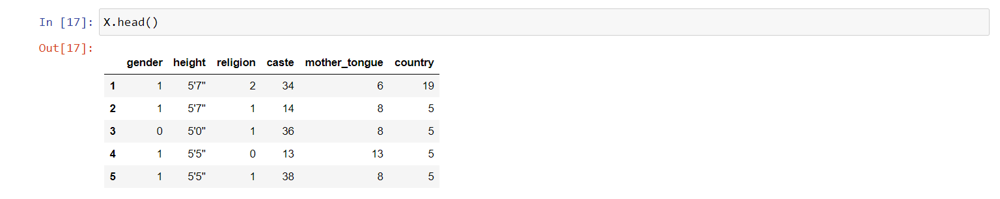 In [17]: X.head()
Out[17]:
gender height religion caste mother_tongue country
1 1 5'7" 2 34 6 19
2 1 5'7" 1 14 8 5
3 0 5'0" 1 36 8 5
4 1 5'5" 0 13 13 5
5 1 5'5" 1 38 8 5